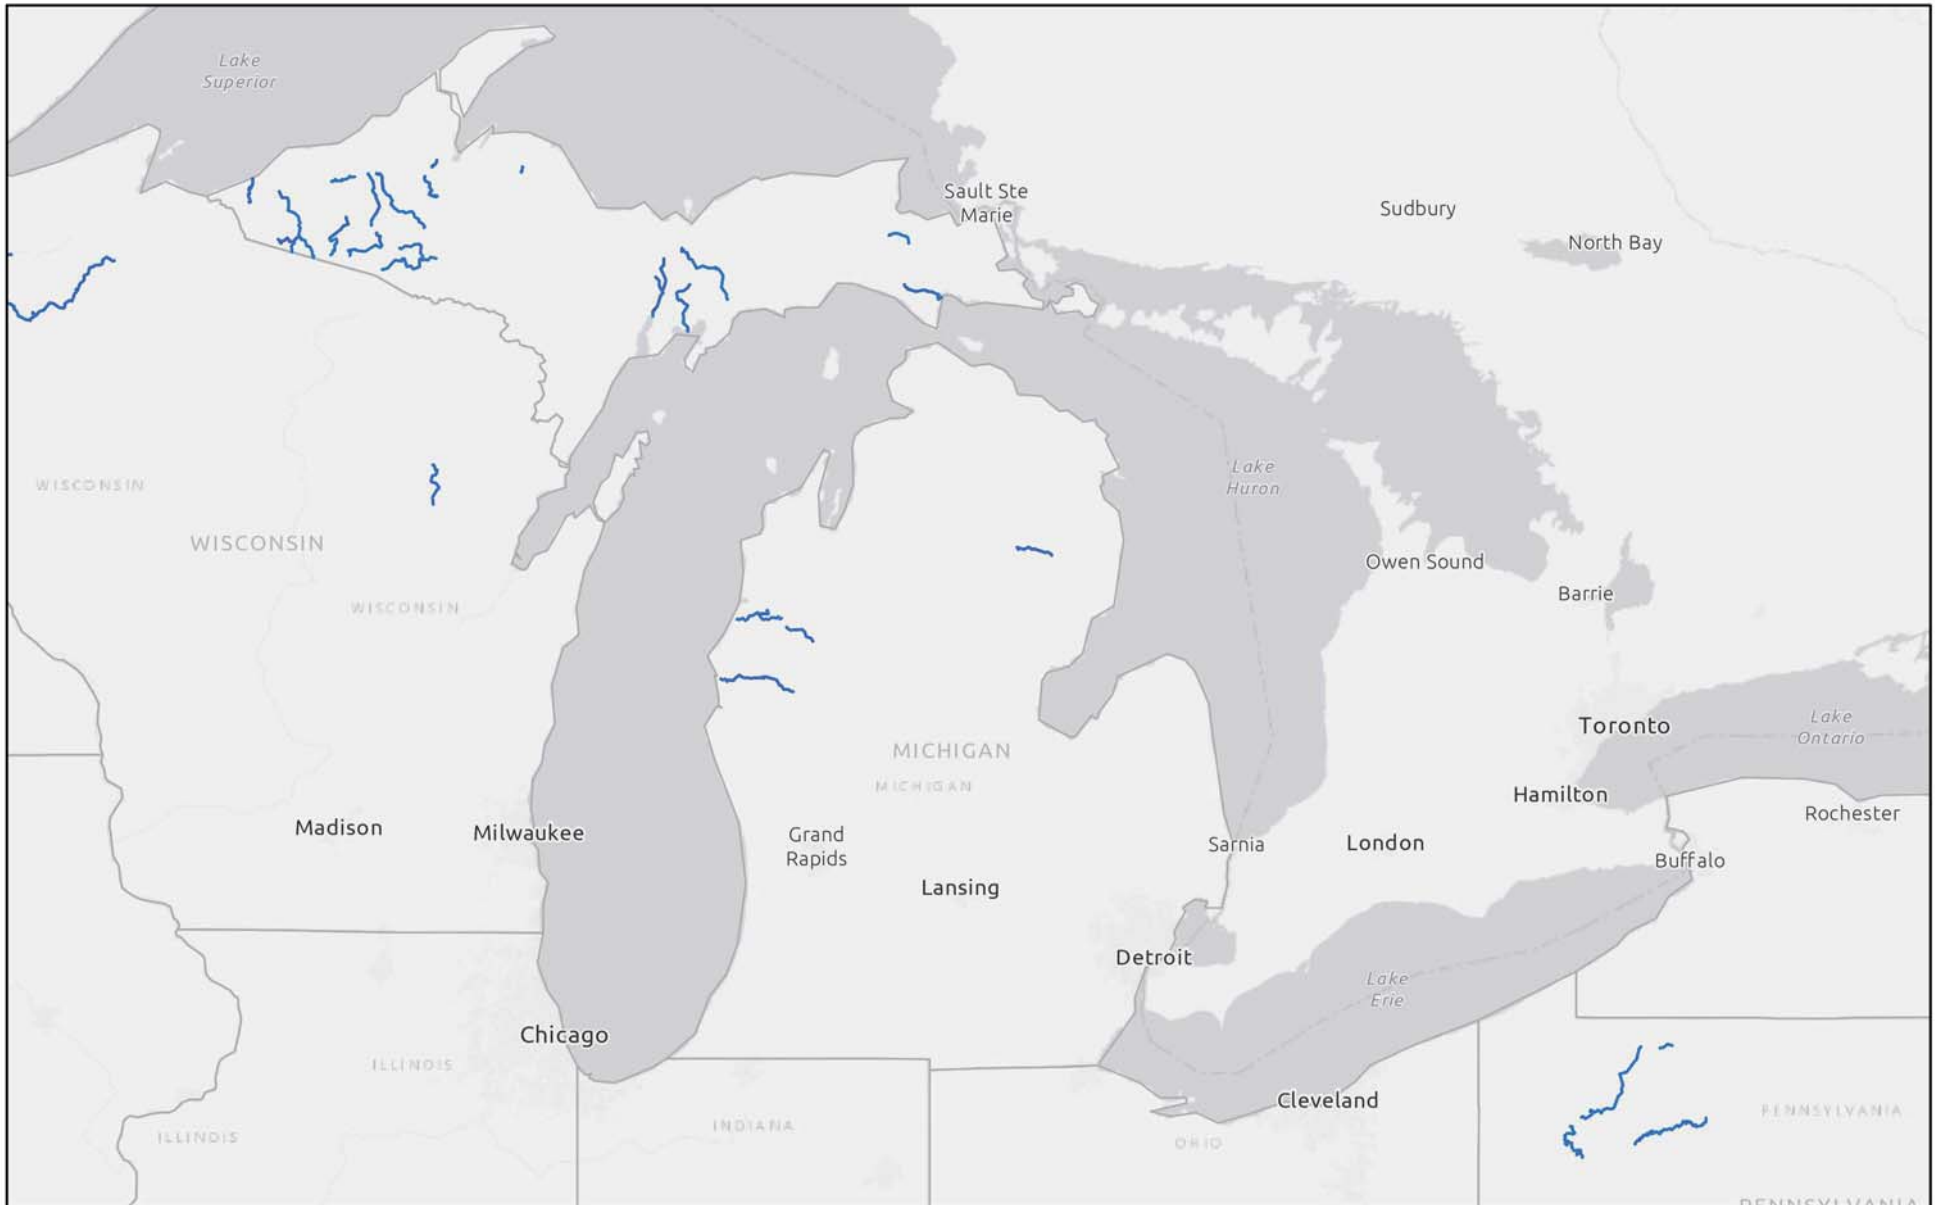 Lake
Superior
Sault Ste
Marie
Sudbury
North Bay
Lake
Huron
WISCONSIN
WISCONSIN
Owen Sound
Barrie
WISCONSIN
Toronto
Lake
Ontario
MICHIGAN
MICHIGAN
Hamilton
Rochester
Madison
Milwaukee
Grand
Rapids
Sarnia
London
Buffalo
Lansing
Detroit
Lake
Erie
Chicago
ILLINOIS
Cleveland
PENNSYLVANIA
INDIANA
ILLINOIS
OHIO
PENNSYLVANIA